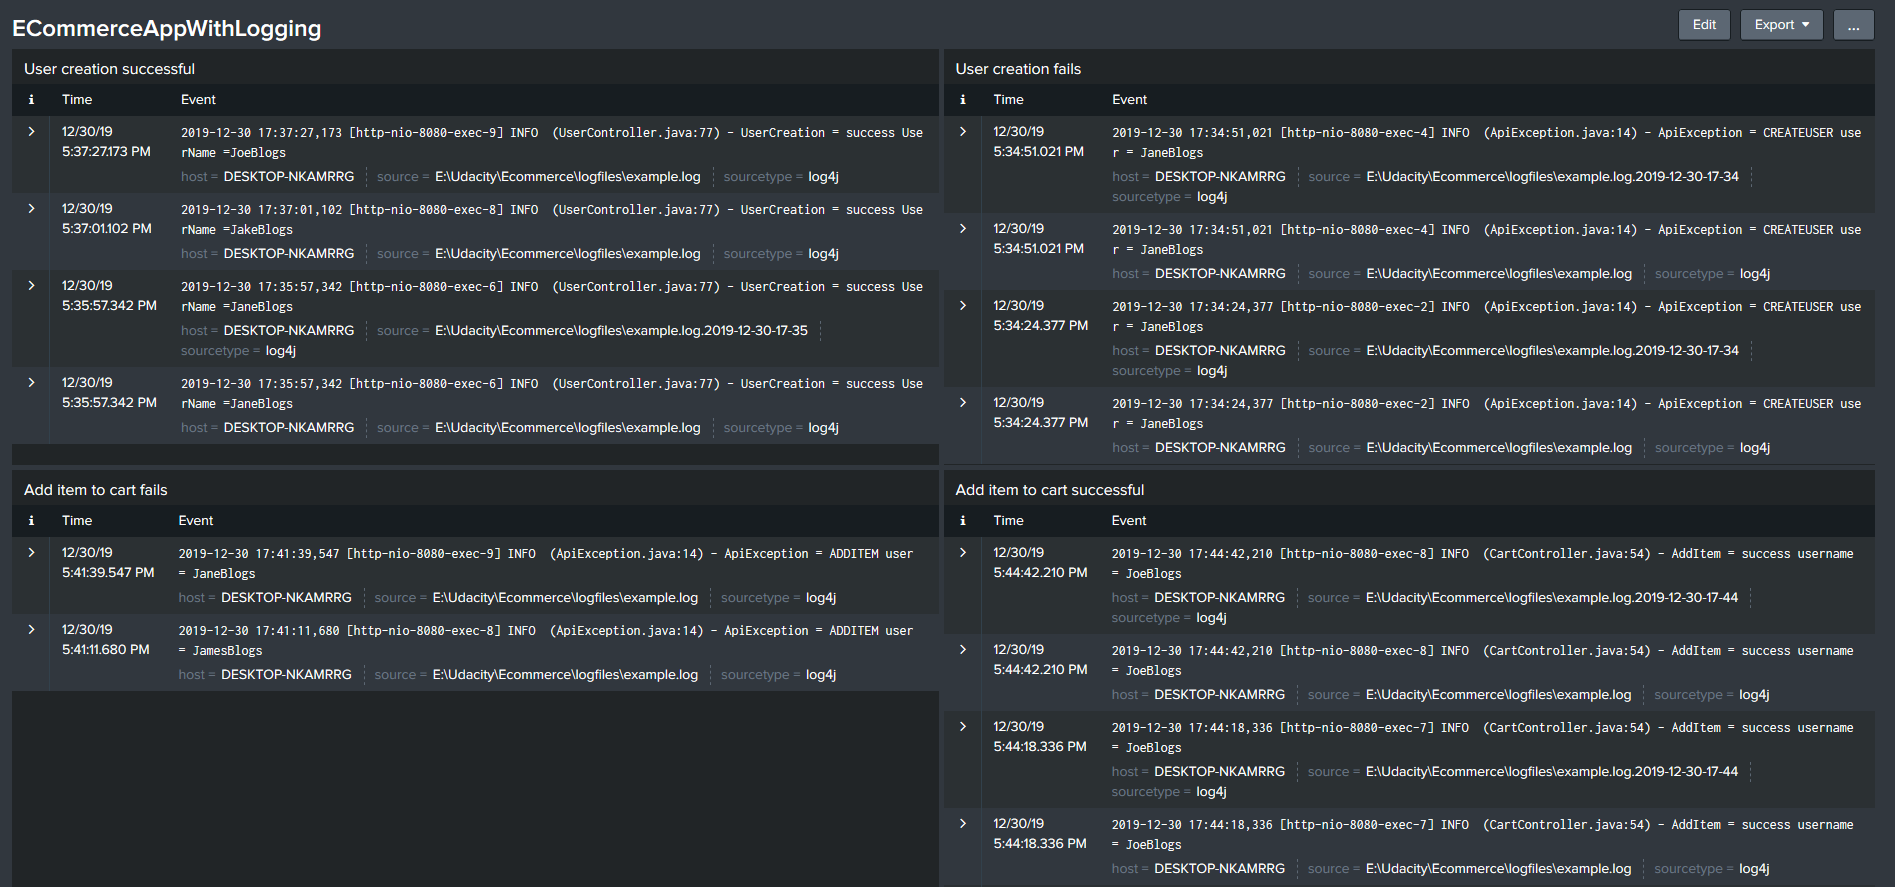 ECommerceAppWithLogging
Edit
Export
...
User creation successful
i Time Event
12/30/19
5:37:27.173 PM
2019-12-30 17:37:27,173 [http-nio-8080-exec-9] INFO (UserController.java:77) - UserCreation = success Use
rName =JoeBlogs
host = DESKTOP-NKAMRRG source = E:\Udacity\Ecommerce\logfiles\example.log sourcetype = log4j
12/30/19
5:37:01.102 PM
2019-12-30 17:37:01,102 [http-nio-8080-exec-8] INFO (UserController.java:77) - UserCreation = success Use
rName =JakeBlogs
host = DESKTOP-NKAMRRG source = E:\Udacity\Ecommerce\logfiles\example.log sourcetype = log4j
12/30/19
5:35:57.342 PM
2019-12-30 17:35:57,342 [http-nio-8080-exec-6] INFO (UserController.java:77) - UserCreation = success Use
rName =JaneBlogs
host = DESKTOP-NKAMRRG source = E:\Udacity\Ecommerce\logfiles\example.log.2019-12-30-17-35
sourcetype = log4j
12/30/19
5:35:57.342 PM
2019-12-30 17:35:57,342 [http-nio-8080-exec-6] INFO (UserController.java:77) - UserCreation = success Use
rName =JaneBlogs
host = DESKTOP-NKAMRRG source = E:\Udacity\Ecommerce\logfiles\example.log sourcetype = log4j
User creation fails
i Time Event
12/30/19
5:34:51.021 PM
2019-12-30 17:34:51,021 [http-nio-8080-exec-4] INFO (ApiException.java:14) - ApiException = CREATEUSER use
r = JaneBlogs
host = DESKTOP-NKAMRRG source = E:\Udacity\Ecommerce\logfiles\example.log.2019-12-30-17-34
sourcetype = log4j
12/30/19
5:34:51.021 PM
2019-12-30 17:34:51,021 [http-nio-8080-exec-4] INFO (ApiException.java:14) - ApiException = CREATEUSER use
r = JaneBlogs
host = DESKTOP-NKAMRRG source = E:\Udacity\Ecommerce\logfiles\example.log sourcetype = log4j
12/30/19
5:34:24.377 PM
2019-12-30 17:34:24,377 [http-nio-8080-exec-2] INFO (ApiException.java:14) - ApiException = CREATEUSER use
r = JaneBlogs
host = DESKTOP-NKAMRRG source = E:\Udacity\Ecommerce\logfiles\example.log.2019-12-30-17-34
sourcetype = log4j
12/30/19
5:34:24.377 PM
2019-12-30 17:34:24,377 [http-nio-8080-exec-2] INFO (ApiException.java:14) - ApiException = CREATEUSER use
r = JaneBlogs
host = DESKTOP-NKAMRRG source = E:\Udacity\Ecommerce\logfiles\example.log sourcetype = log4j
Add item to cart fails
i Time Event
12/30/19
5:41:39.547 PM
2019-12-30 17:41:39,547 [http-nio-8080-exec-9] INFO (ApiException.java:14) - ApiException = ADDITEM user
= JaneBlogs
host = DESKTOP-NKAMRRG source = E:\Udacity\Ecommerce\logfiles\example.log sourcetype = log4j
12/30/19
5:41:11.680 PM
2019-12-30 17:41:11,680 [http-nio-8080-exec-8] INFO (ApiException.java:14) - ApiException = ADDITEM user
= JamesBlogs
host = DESKTOP-NKAMRRG source = E:\Udacity\Ecommerce\logfiles\example.log sourcetype = log4j
Add item to cart successful
i Time Event
12/30/19
5:44:42.210 PM
2019-12-30 17:44:42,210 [http-nio-8080-exec-8] INFO (CartController.java:54) - AddItem = success username
= JoeBlogs
host = DESKTOP-NKAMRRG source = E:\Udacity\Ecommerce\logfiles\example.log.2019-12-30-17-44
sourcetype = log4j
12/30/19
5:44:42.210 PM
2019-12-30 17:44:42,210 [http-nio-8080-exec-8] INFO (CartController.java:54) - AddItem = success username
= JoeBlogs
host = DESKTOP-NKAMRRG source = E:\Udacity\Ecommerce\logfiles\example.log sourcetype = log4j
12/30/19
5:44:18.336 PM
2019-12-30 17:44:18,336 [http-nio-8080-exec-7] INFO (CartController.java:54) - AddItem = success username
= JoeBlogs
host = DESKTOP-NKAMRRG source = E:\Udacity\Ecommerce\logfiles\example.log.2019-12-30-17-44
sourcetype = log4j
12/30/19
5:44:18.336 PM
2019-12-30 17:44:18,336 [http-nio-8080-exec-7] INFO (CartController.java:54) - AddItem = success username
= JoeBlogs
host = DESKTOP-NKAMRRG source = E:\Udacity\Ecommerce\logfiles\example.log sourcetype = log4j